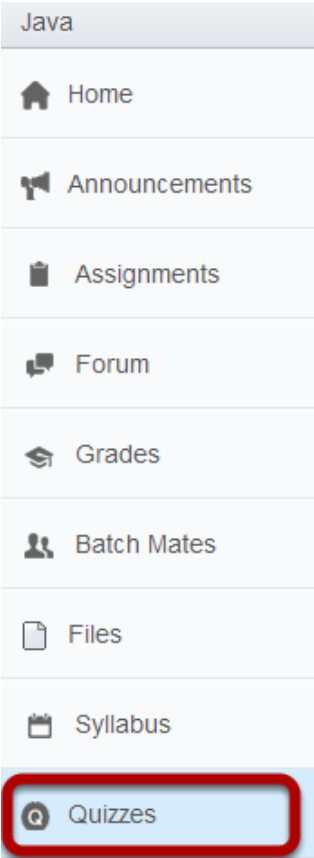 Java
Home
Announcements
Assignments
Forum
Grades
Batch Mates
Files
Syllabus
Quizzes